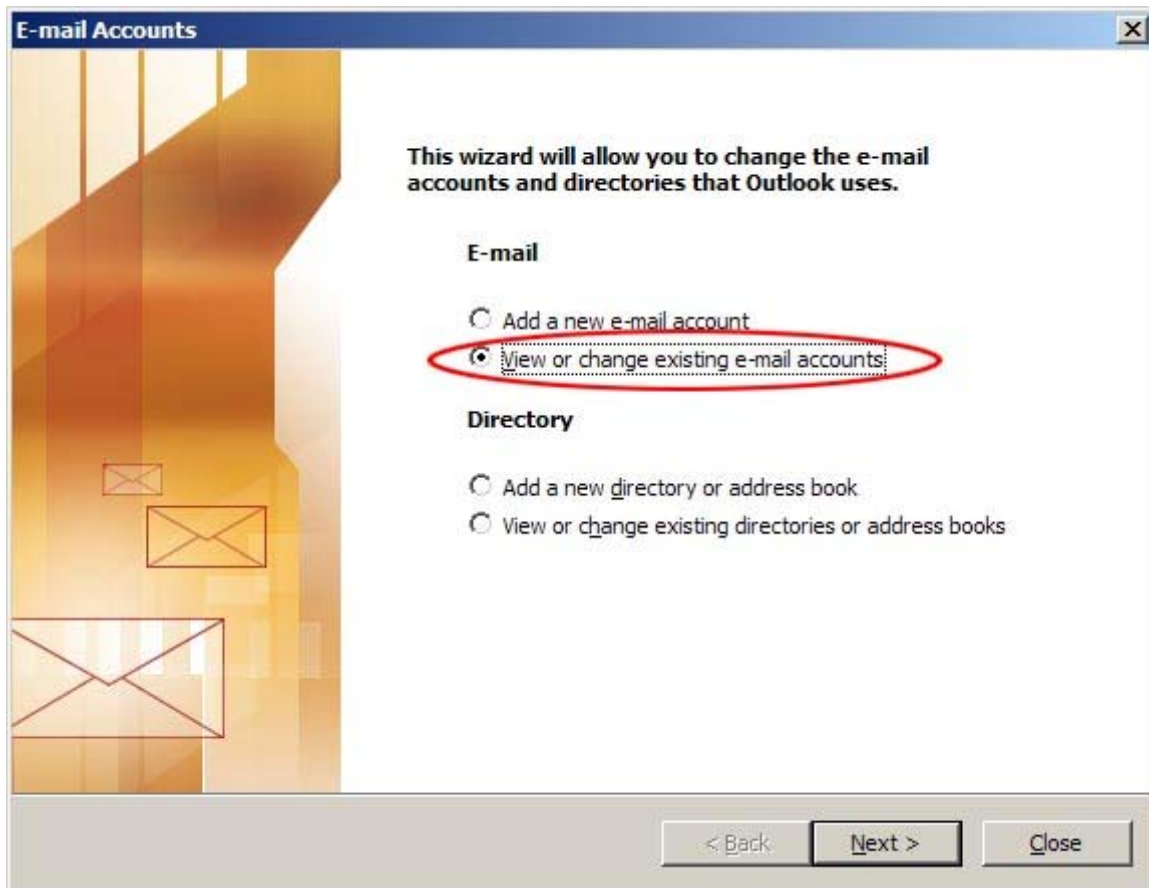 E-mail Accounts
This wizard will allow you to change the e-mail
accounts and directories that Outlook uses.
E-mail
Add a new e-mail account
View or change existing e-mail accounts
Directory
Add a new directory or address book
View or change existing directories or address books
< Back
Next >
Close